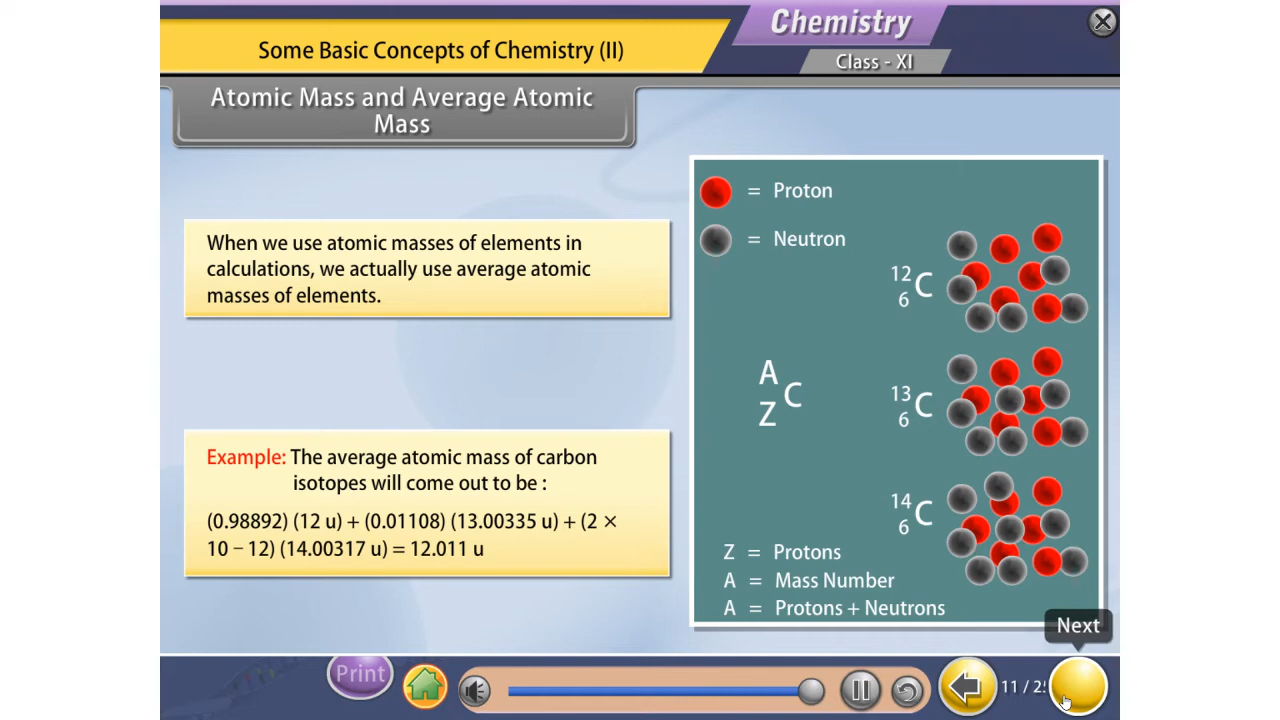 Chemistry
Some Basic Concepts of Chemistry (II)
Class - XI
Atomic Mass and Average Atomic
Mass
When we use atomic masses of elements in
calculations, we actually use average atomic
masses of elements.
Example: The average atomic mass of carbon
isotopes will come out to be :
(0.98892) (12 u) + (0.01108) (13.00335 u) + (2 ×
10 − 12) (14.00317 u) = 12.011 u
= Proton
= Neutron
12
6 C
A
Z C
13
6 C
14
6 C
Z = Protons
A = Mass Number
A = Protons + Neutrons
Next
Print
11 / 2